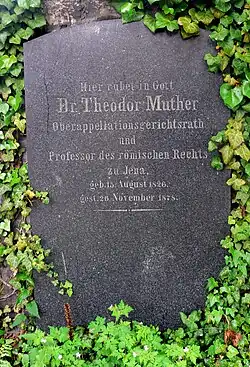 Hier ruhet in Gott
Dr. Theodor Muther
Oberappellationsgerichtsrath
und
Professor des römischen Rechts
zu Jena,
geb. 15. August 1826,
gest. 26. November 1878.